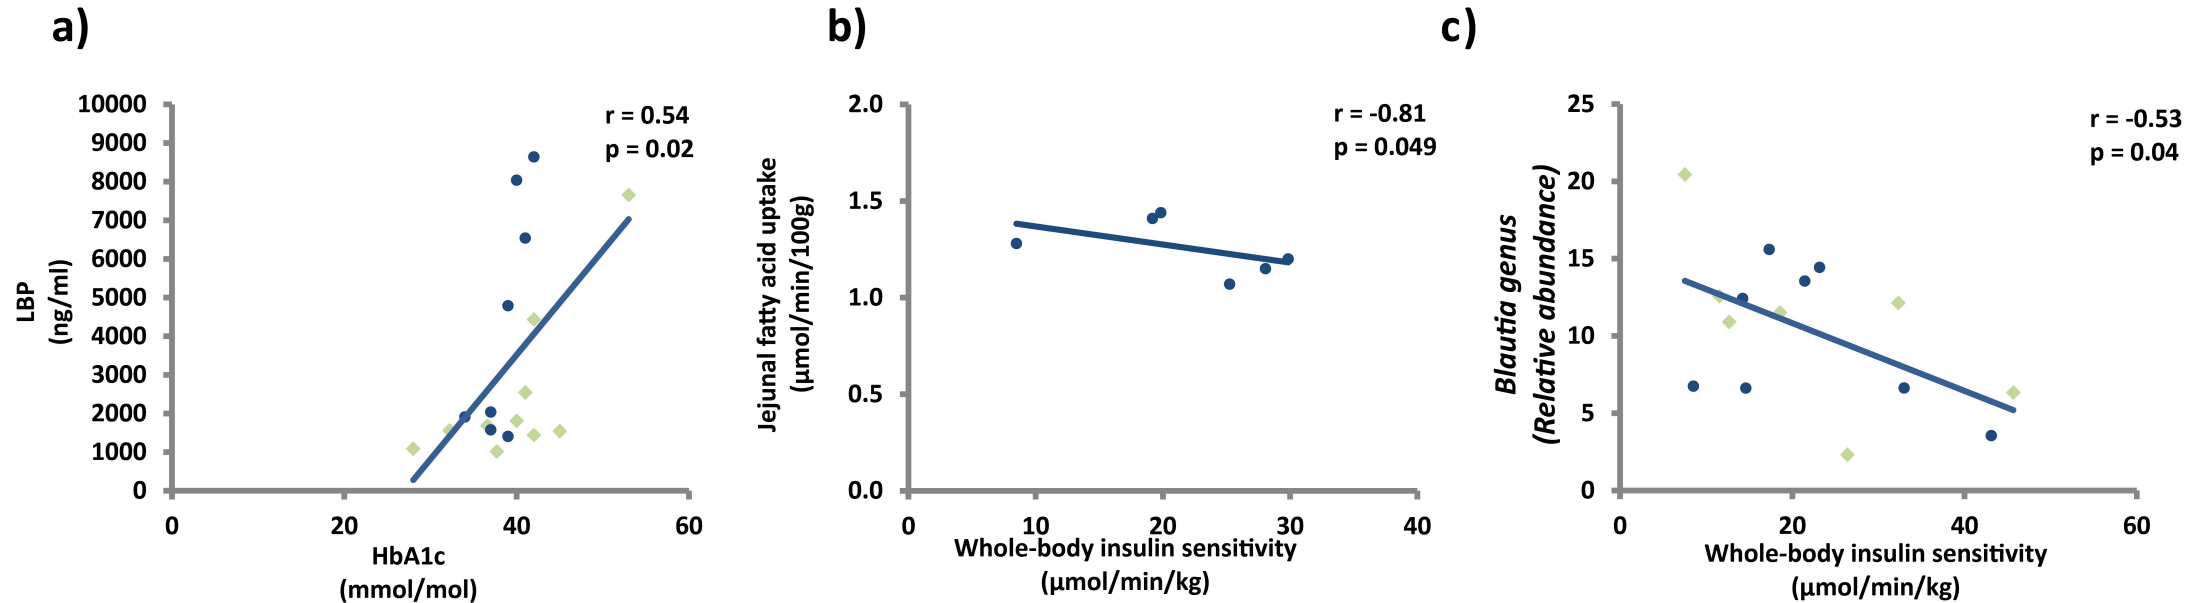 a)
10000
9000
8000
7000
6000
5000
4000
3000
2000
1000
0
LBP
(ng/ml)
r = 0.54
p = 0.02
0 20 40 60
HbA1c
(mmol/mol)
b)
2.0
1.5
1.0
0.5
0.0
Jejunal fatty acid uptake
(µmol/min/100g)
r = -0.81
p = 0.049
0 10 20 30 40
Whole-body insulin sensitivity
(µmol/min/kg)
c)
25
20
15
10
5
0
Blautia genus
(Relative abundance)
r = -0.53
p = 0.04
0 20 40 60
Whole-body insulin sensitivity
(µmol/min/kg)